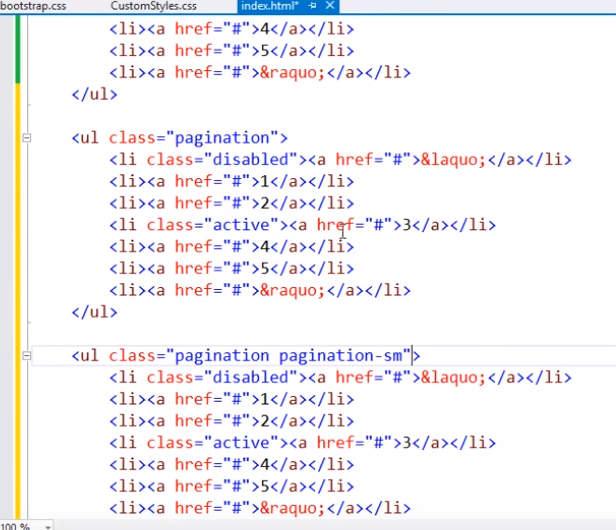 bootstrap.css CustomStyles.css index.html*
<li><a href="#">4</a></li>
<li><a href="#">5</a></li>
<li><a href="#">&raquo;</a></li>
</ul>
<ul class="pagination">
<li class="disabled"><a href="#">&laquo;</a></li>
<li><a href="#">1</a></li>
<li><a href="#">2</a></li>
<li class="active"><a href="#">3</a></li>
<li><a href="#">4</a></li>
<li><a href="#">5</a></li>
<li><a href="#">&raquo;</a></li>
</ul>
<ul class="pagination pagination-sm">
<li class="disabled"><a href="#">&laquo;</a></li>
<li><a href="#">1</a></li>
<li><a href="#">2</a></li>
<li class="active"><a href="#">3</a></li>
<li><a href="#">4</a></li>
<li><a href="#">5</a></li>
<li><a href="#">&raquo;</a></li>
100 %